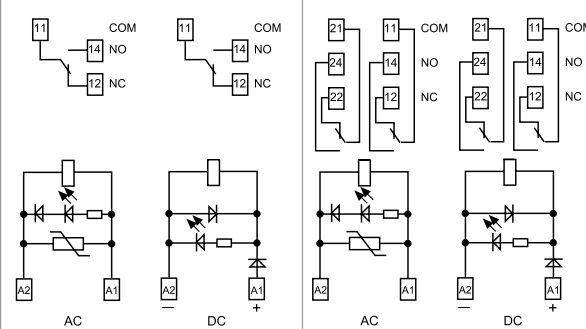 11 COM 11 COM 21 11 COM 21 11 COM
14 NO 14 NO 24 14 NO 24 14 NO
12 NC 12 NC 22 12 NC 22 12 NC
A2 A1 A2 A1 A2 A1 A2 A1
— + — +
AC DC AC DC